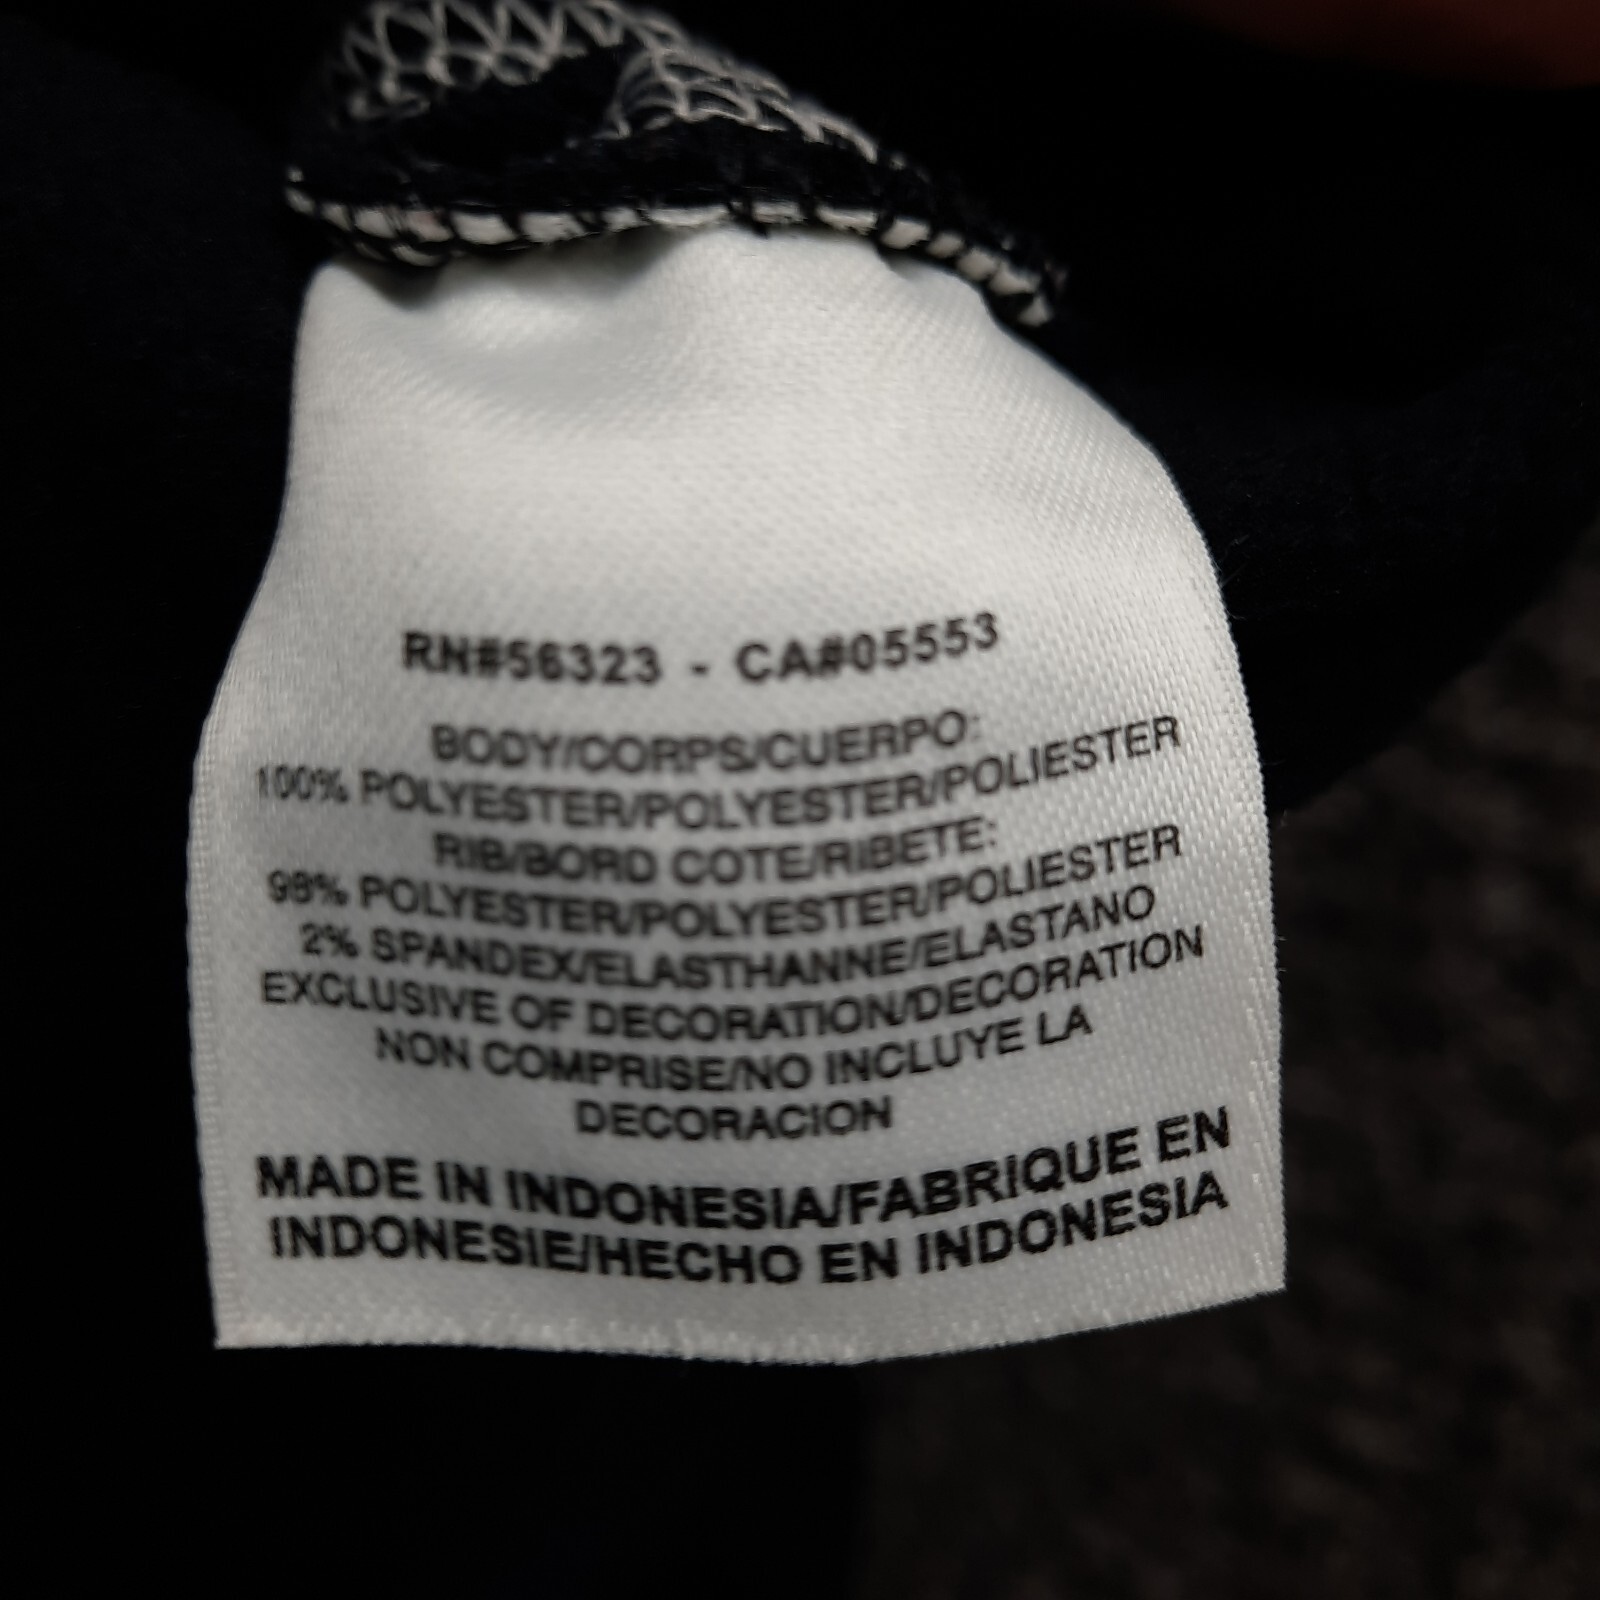 RN#56323 - CA#05553
BODY/CORPS/CUERPO:
100% POLYESTER/POLYESTER/POLIESTER
RIB/BORD COTE/RIBETE:
98% POLYESTER/POLYESTER/POLIESTER
2% SPANDEX/ELASTHANNE/ELASTANO
EXCLUSIVE OF DECORATION/DECORATION
NON COMPRISE/NO INCLUYE LA
DECORACION
MADE IN INDONESIA/FABRIQUE EN
INDONESIE/HECHO EN INDONESIA